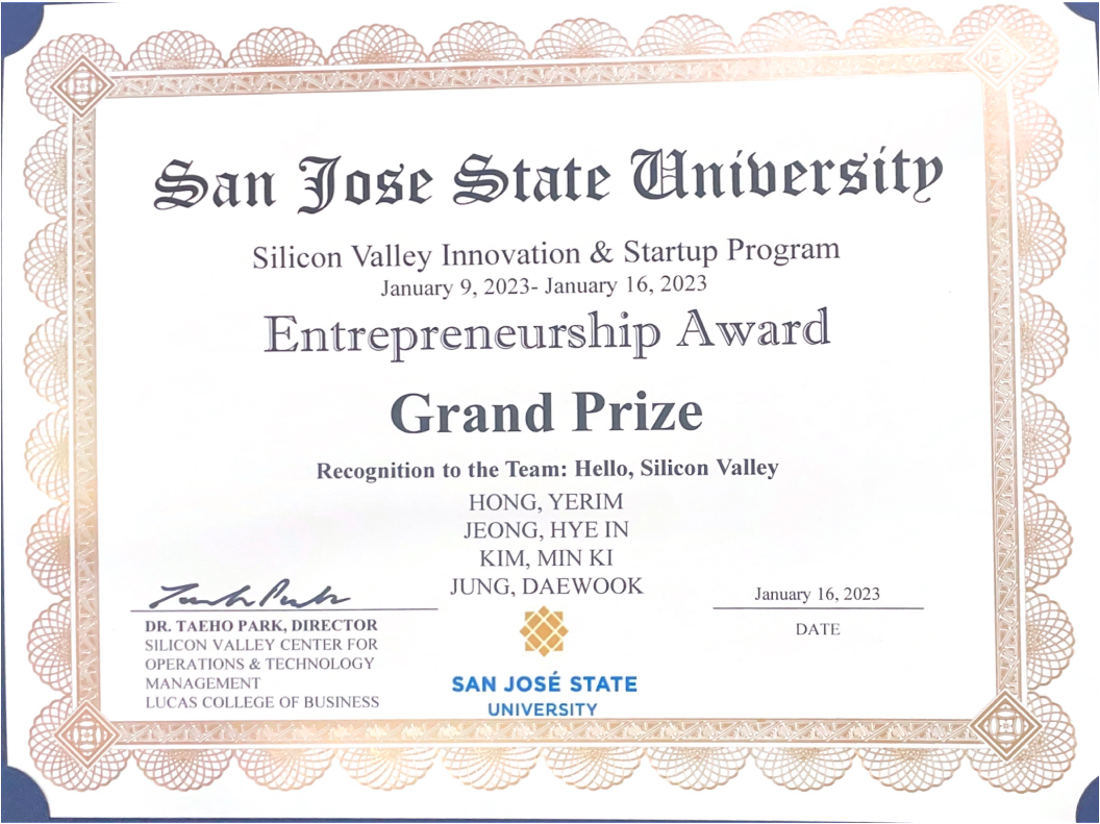 San Jose State University
Silicon Valley Innovation & Startup Program
January 9, 2023- January 16, 2023
Entrepreneurship Award
Grand Prize
Recognition to the Team: Hello, Silicon Valley
HONG, YERIM
JEONG, HYE IN
KIM, MIN KI
JUNG, DAEWOOK
DR. TAEHO PARK, DIRECTOR
SILICON VALLEY CENTER FOR
OPERATIONS & TECHNOLOGY
MANAGEMENT
LUCAS COLLEGE OF BUSINESS
SAN JOSÉ STATE
UNIVERSITY
January 16, 2023
DATE